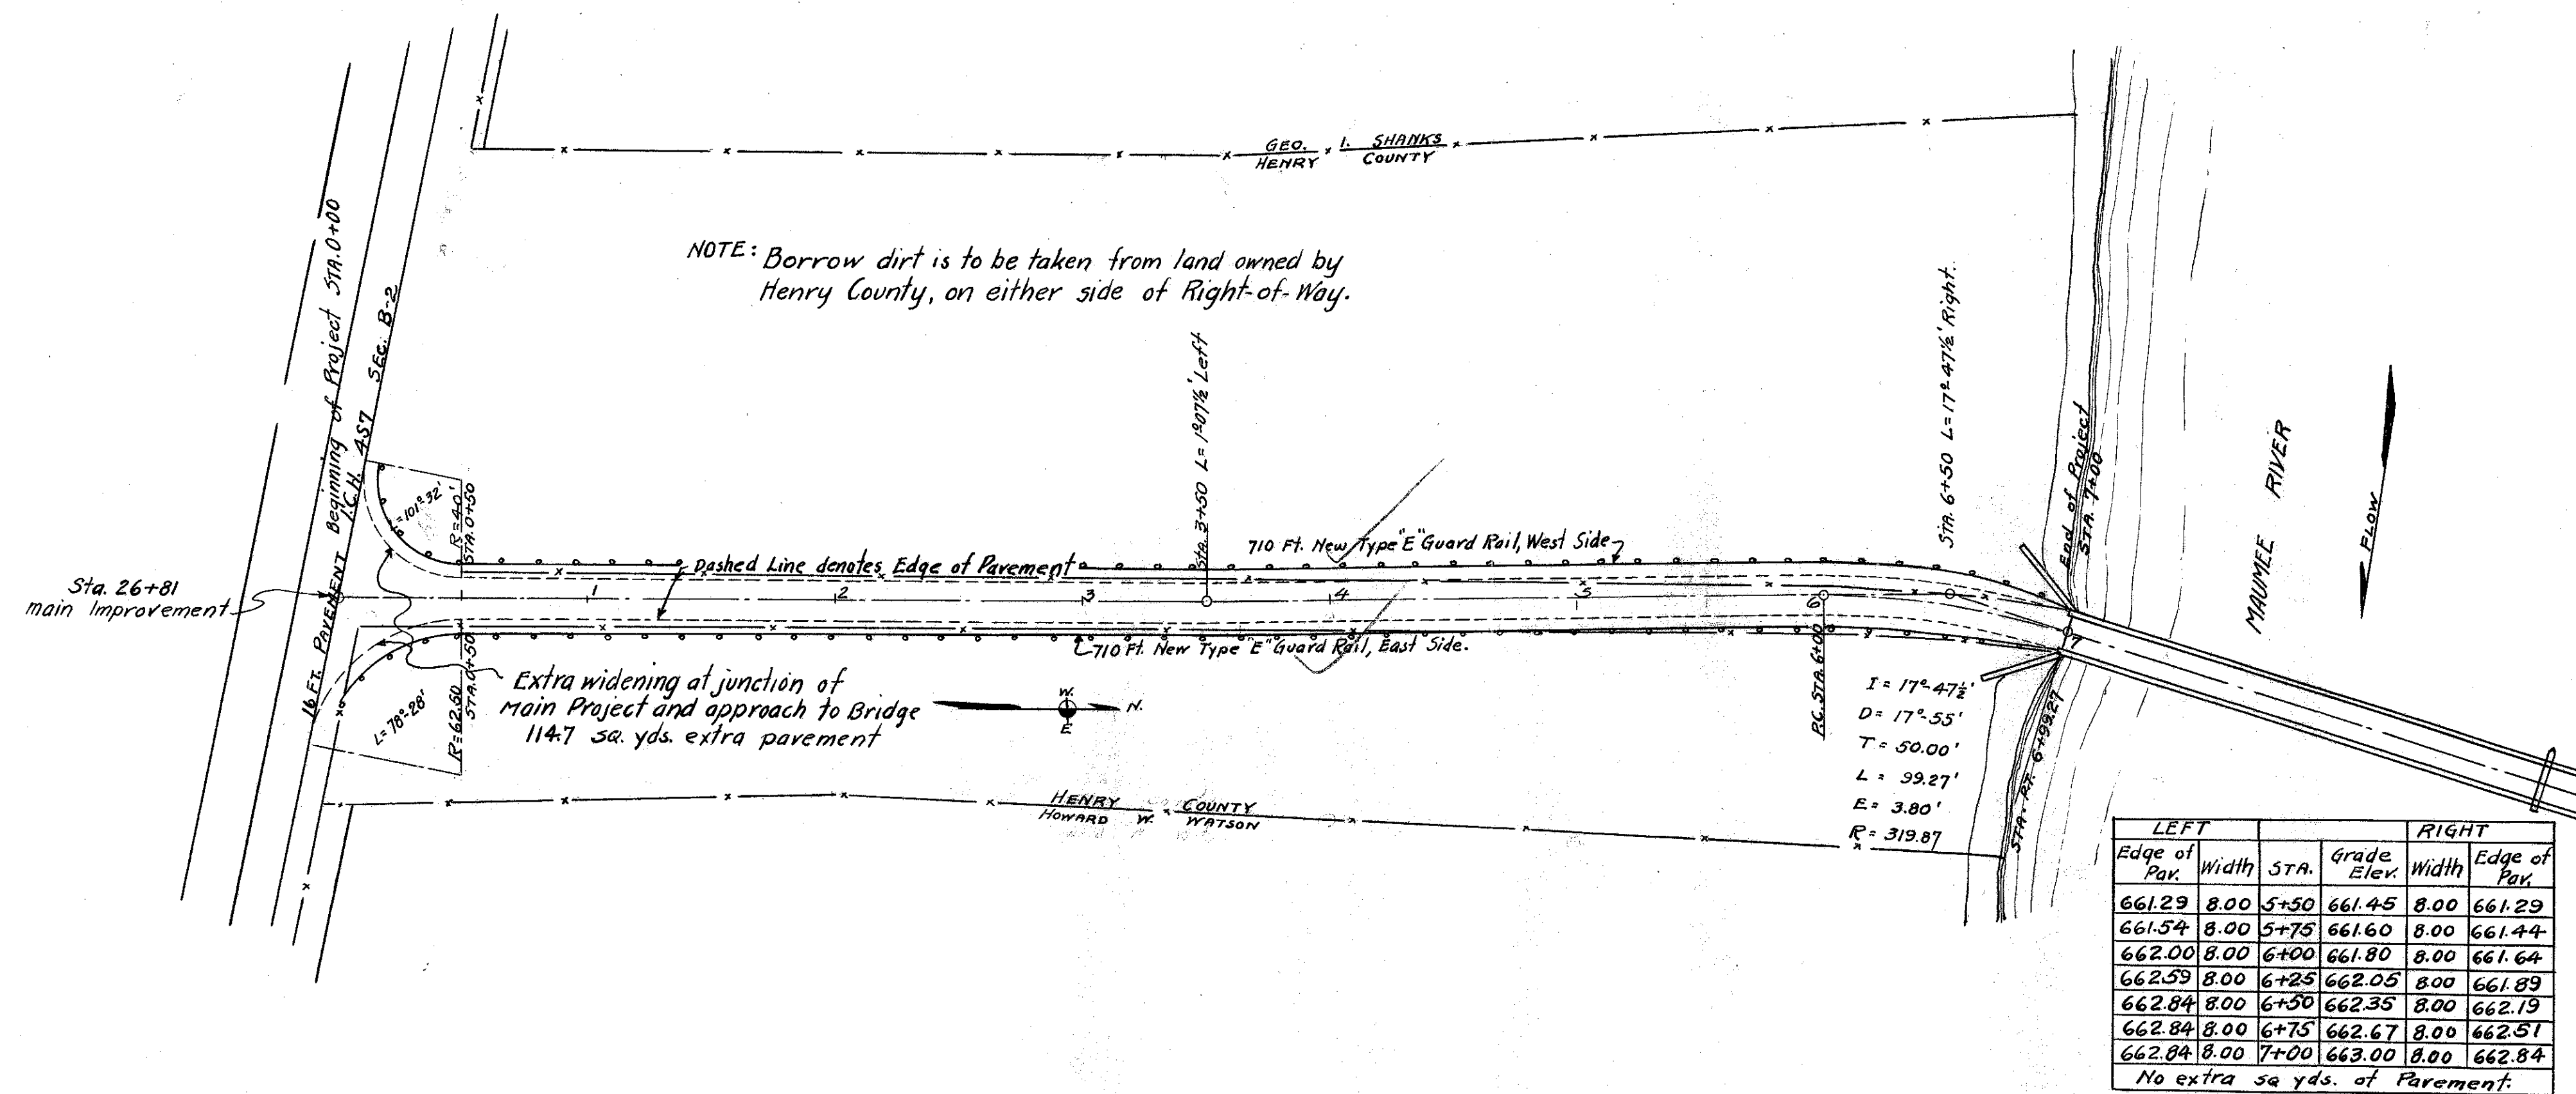 GEO. I. SHANKS
HENRY COUNTY
NOTE: Borrow dirt is to be taken from land owned by
Henry County, on either side of Right-of-Way.
Beginning of Project STA. 0+00
16 FT. PAVEMENT
I.C.H. 457 SEC. B-2
Sta. 26+81
main Improvement
L=101°-32'
R=40'
STA. 0+50
Dashed Line denotes Edge of Pavement
Sta. 3+50 L= 1°07½' Left
710 Ft. New Type "E" Guard Rail, West Side
STA. 6+50 L= 17°-47½' Right.
End of Project
STA. 7+00
MAUMEE RIVER
FLOW
1 2 3 4 5 6 7
710 Ft. New Type "E" Guard Rail, East Side.
Extra widening at junction of
Main Project and approach to Bridge
114.7 sq. yds. extra pavement
L=78°-28'
R=62.50
STA. 0+50
W.
N.
E
P.C. STA. 6+00
I = 17°-47½'
D = 17°-55'
T = 50.00'
L = 99.27'
E = 3.80'
R = 319.87
STA. P.T. 6+99.27
HENRY COUNTY
HOWARD W. WATSON
LEFT RIGHT
Edge of Pav. Width STA. Grade Elev. Width Edge of Pav.
661.29 8.00 5+50 661.45 8.00 661.29
661.54 8.00 5+75 661.60 8.00 661.44
662.00 8.00 6+00 661.80 8.00 661.64
662.59 8.00 6+25 662.05 8.00 661.89
662.84 8.00 6+50 662.35 8.00 662.19
662.84 8.00 6+75 662.67 8.00 662.51
662.84 8.00 7+00 663.00 8.00 662.84
No extra sq yds. of Pavement.